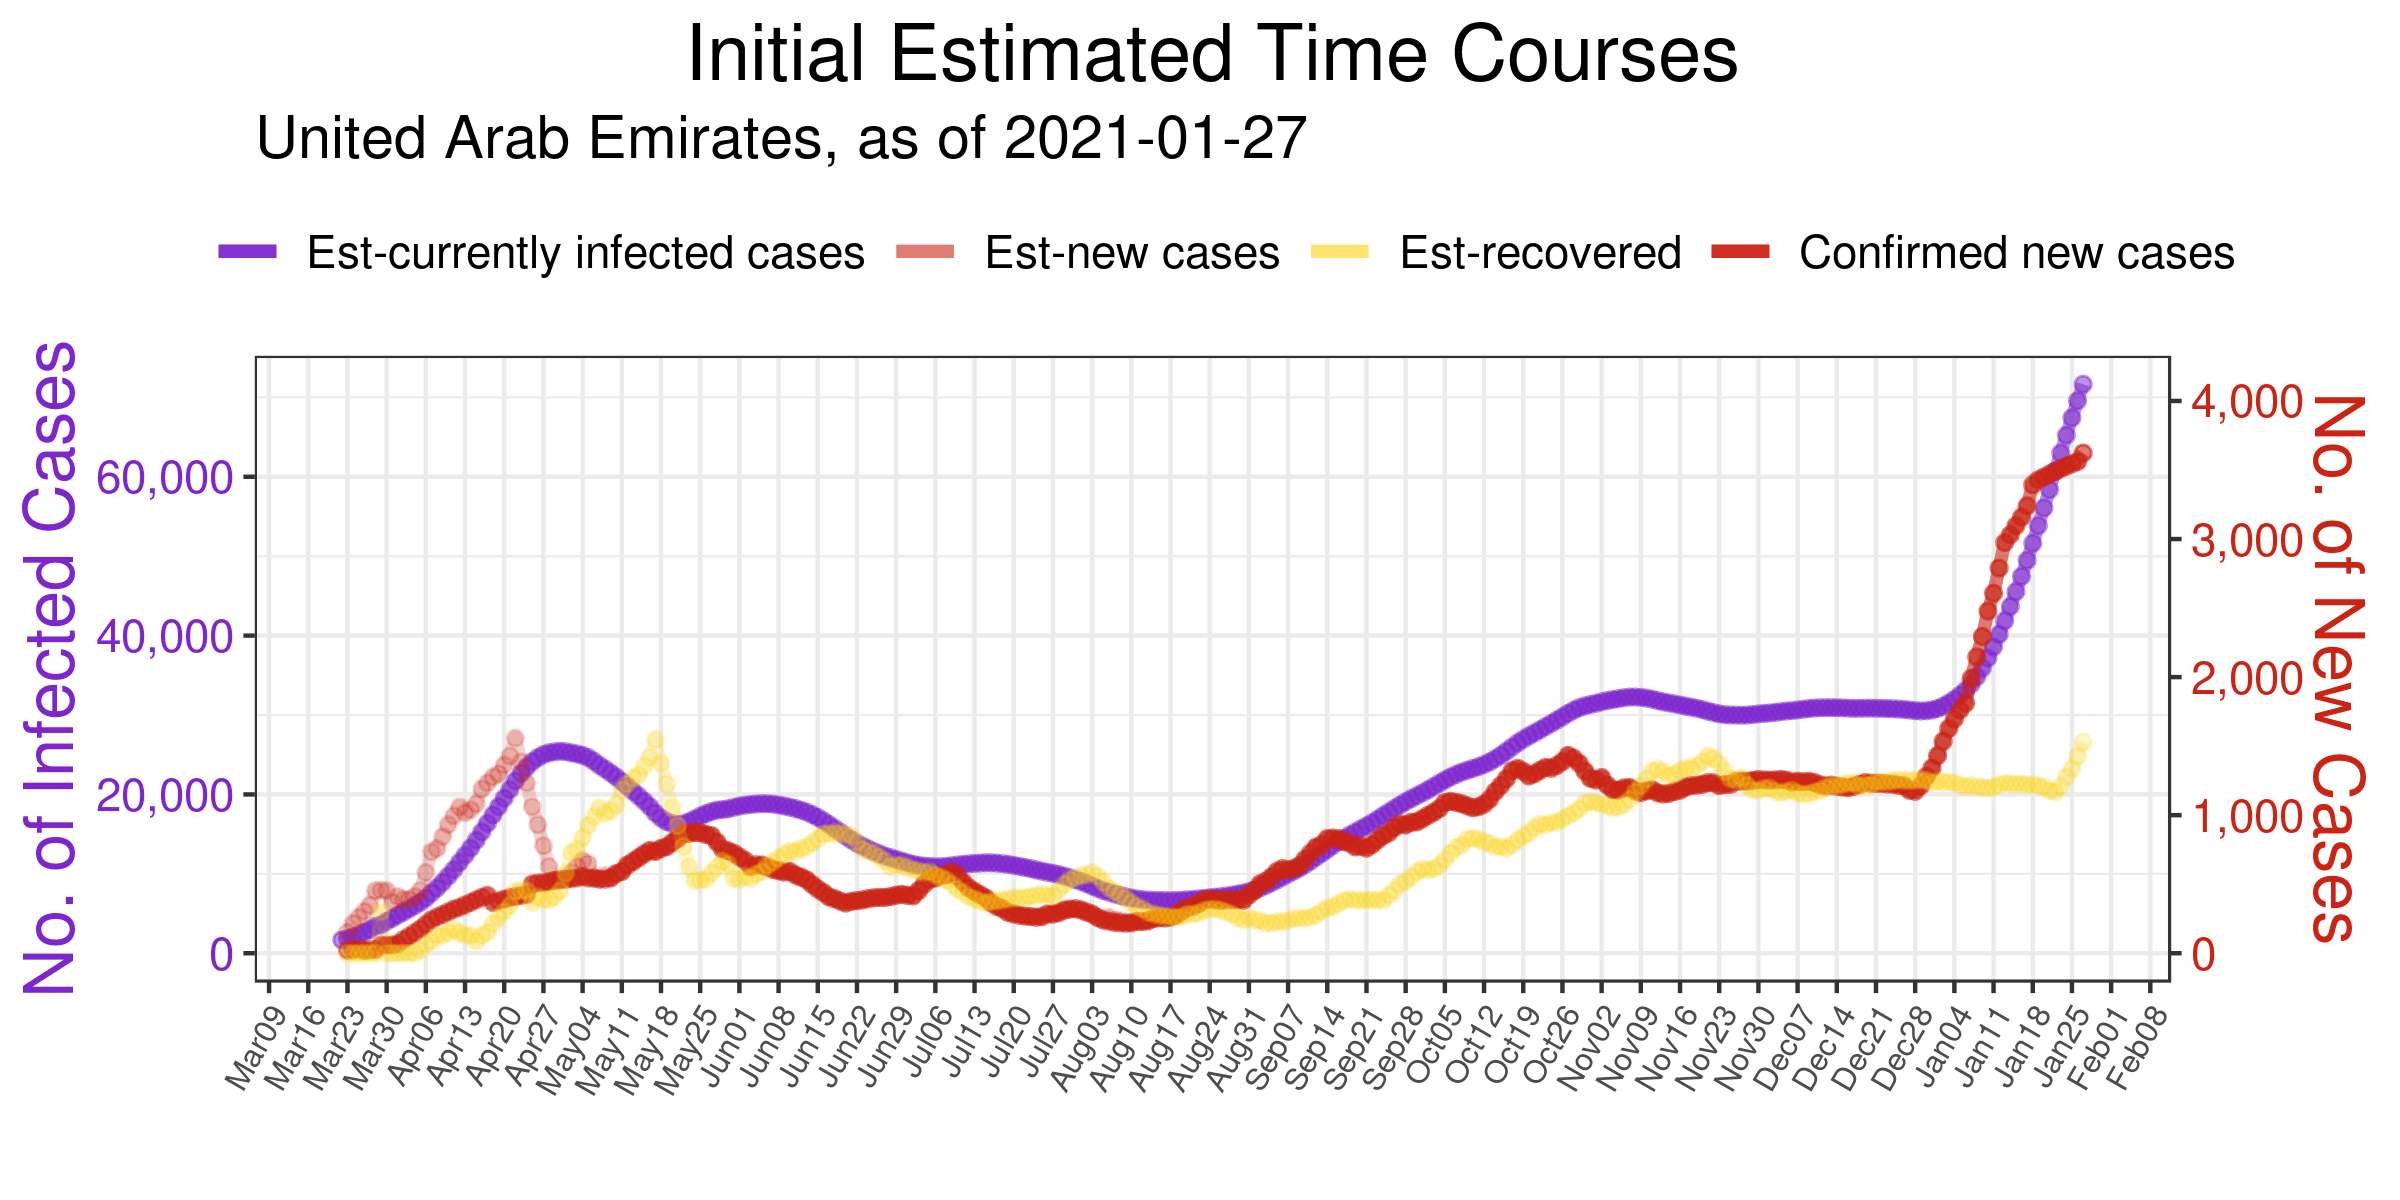 Initial Estimated Time Courses
United Arab Emirates, as of 2021-01-27
Est-currently infected cases Est-new cases Est-recovered Confirmed new cases
No. of Infected Cases
60,000
40,000
20,000
0
4,000
3,000
2,000
1,000
0
No. of New Cases
Mar09 Mar16 Mar23 Mar30 Apr06 Apr13 Apr20 Apr27 May04 May11 May18 May25 Jun01 Jun08 Jun15 Jun22 Jun29 Jul06 Jul13 Jul20 Jul27 Aug03 Aug10 Aug17 Aug24 Aug31 Sep07 Sep14 Sep21 Sep28 Oct05 Oct12 Oct19 Oct26 Nov02 Nov09 Nov16 Nov23 Nov30 Dec07 Dec14 Dec21 Dec28 Jan04 Jan11 Jan18 Jan25 Feb01 Feb08